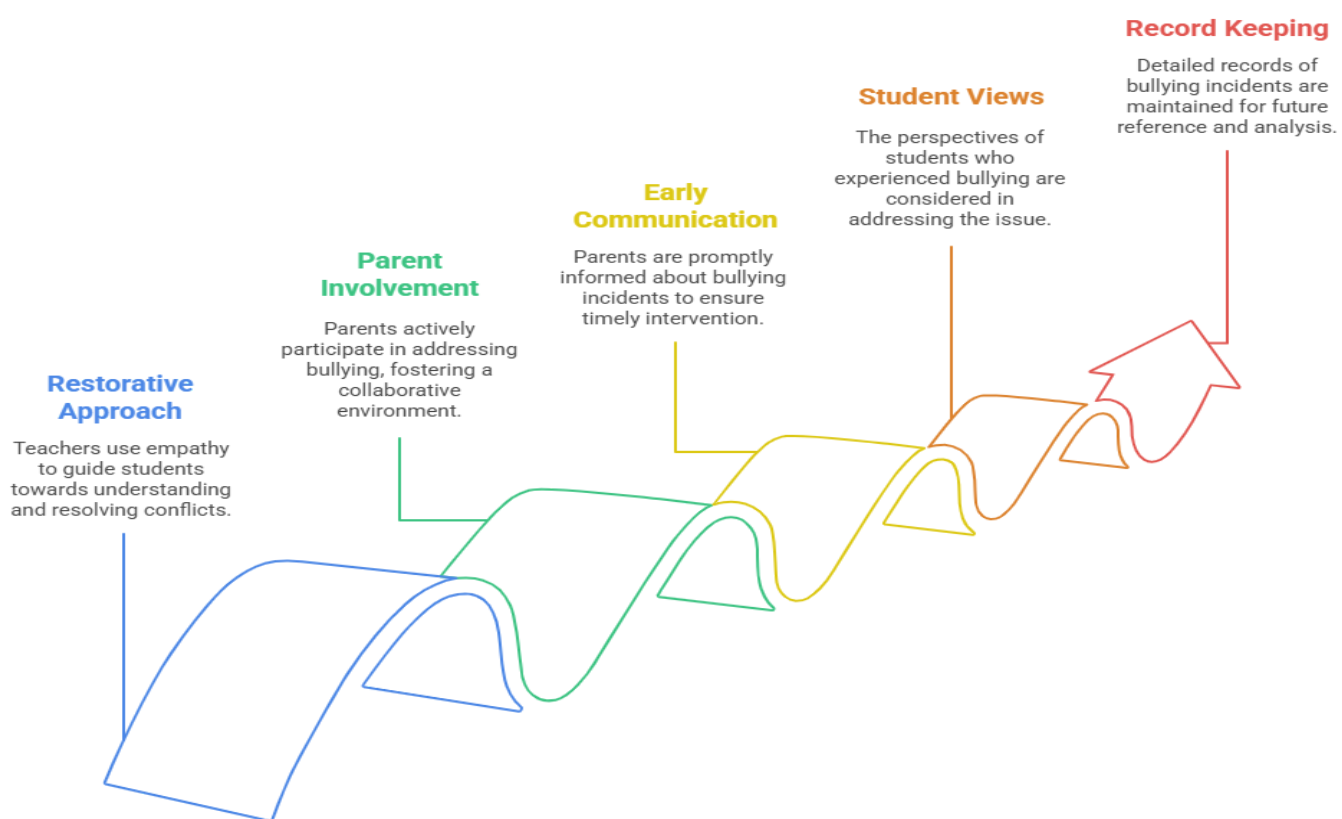 Restorative
Approach
Teachers use empathy
to guide students
towards understanding
and resolving conflicts.
Parent
Involvement
Parents actively
participate in addressing
bullying, fostering a
collaborative
environment.
Early
Communication
Parents are promptly
informed about bullying
incidents to ensure
timely intervention.
Student Views
The perspectives of
students who
experienced bullying are
considered in
addressing the issue.
Record Keeping
Detailed records of
bullying incidents are
maintained for future
reference and analysis.